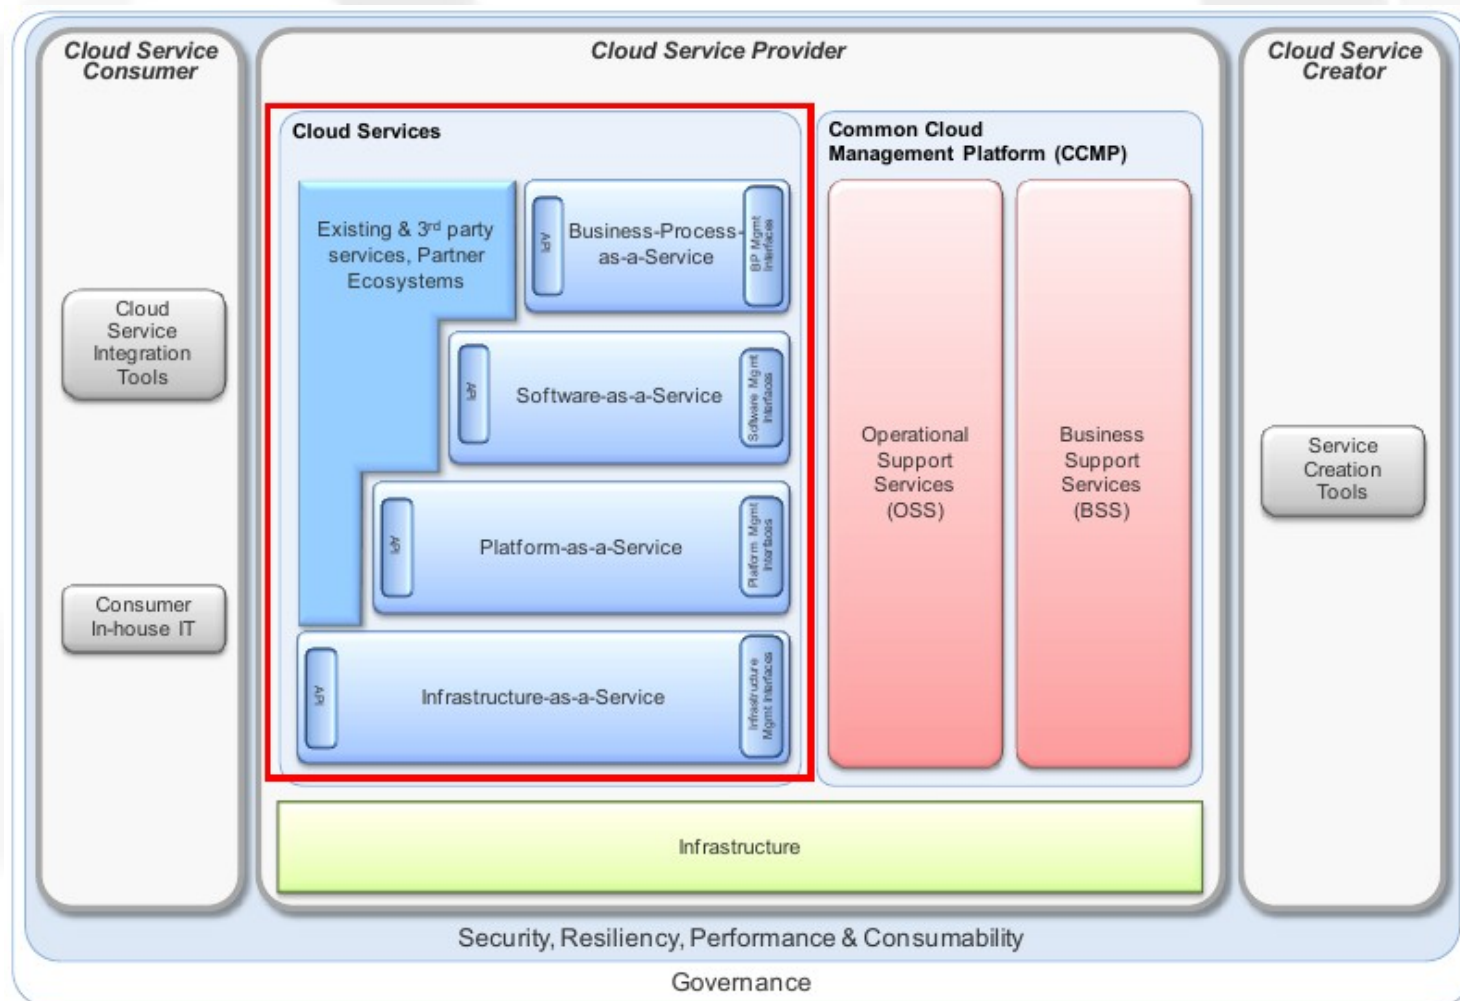 Cloud Service
Consumer
Cloud Service
Integration
Tools
Consumer
In-house IT
Cloud Service Provider
Cloud Services
Existing & 3rd party
services, Partner
Ecosystems
API
Business-Process-
as-a-Service
BP Mgmt
Interfaces
API
Software-as-a-Service
Software Mgmt
Interfaces
API
Platform-as-a-Service
Platform Mgmt
Interfaces
API
Infrastructure-as-a-Service
Infrastructure
Mgmt Interfaces
Common Cloud
Management Platform (CCMP)
Operational
Support
Services
(OSS)
Business
Support
Services
(BSS)
Infrastructure
Cloud Service
Creator
Service
Creation
Tools
Security, Resiliency, Performance & Consumability
Governance